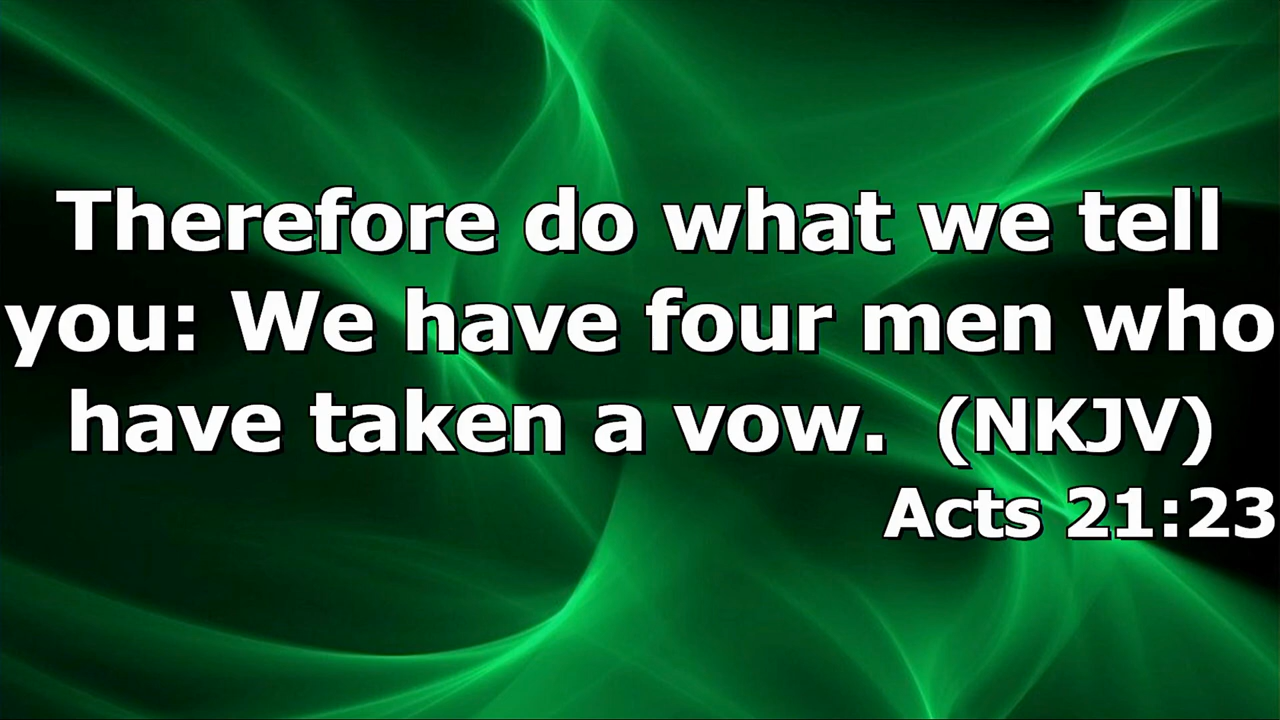 Therefore do what we tell
you: We have four men who
have taken a vow.  (NKJV)
Acts 21:23